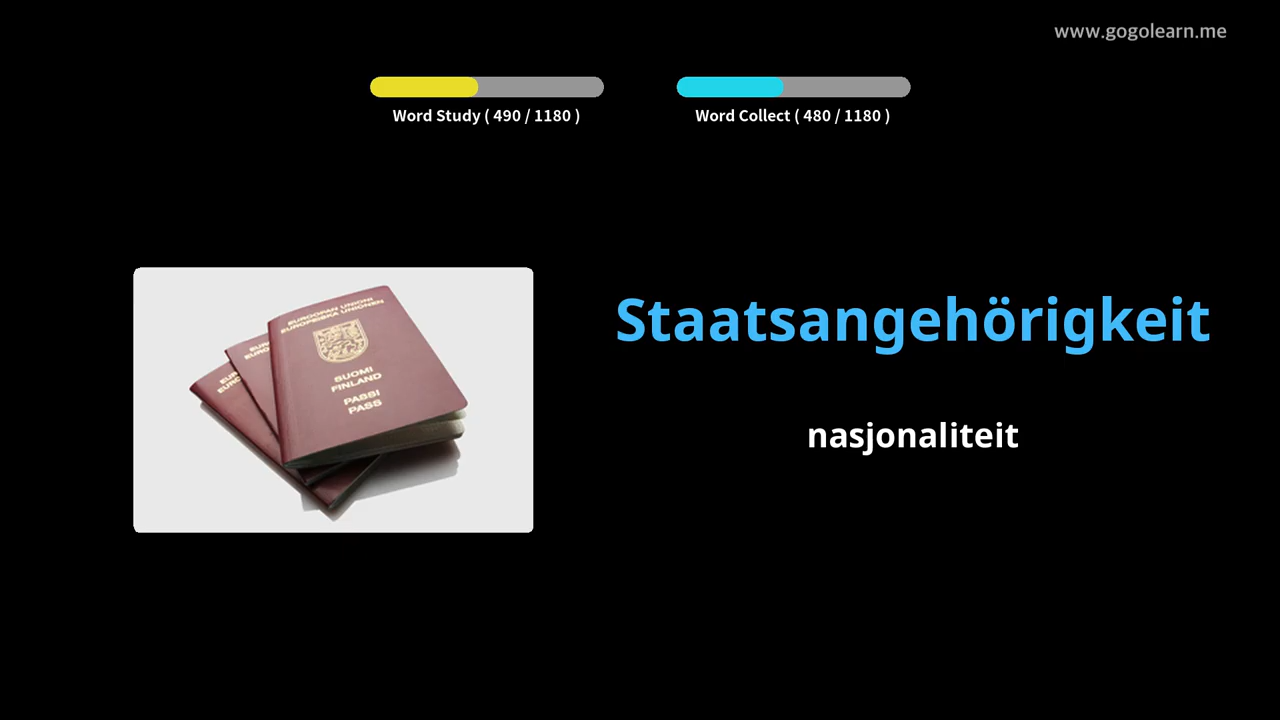 www.gogolearn.me
Word Study ( 490 / 1180 )
Word Collect ( 480 / 1180 )
EUROOPAN UNIONI
EUROPEISKA UNIONEN
SUOMI
FINLAND
PASSI
PASS
Staatsangehörigkeit
nasjonaliteit